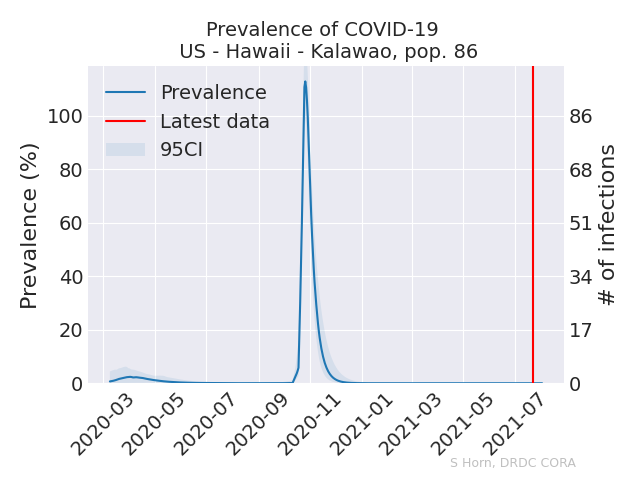 Prevalence of COVID-19
US - Hawaii - Kalawao, pop. 86
Prevalence
Latest data
95CI
Prevalence (%)
100
80
60
40
20
0
# of infections
86
68
51
34
17
0
2020-03
2020-05
2020-07
2020-09
2020-11
2021-01
2021-03
2021-05
2021-07
S Horn, DRDC CORA